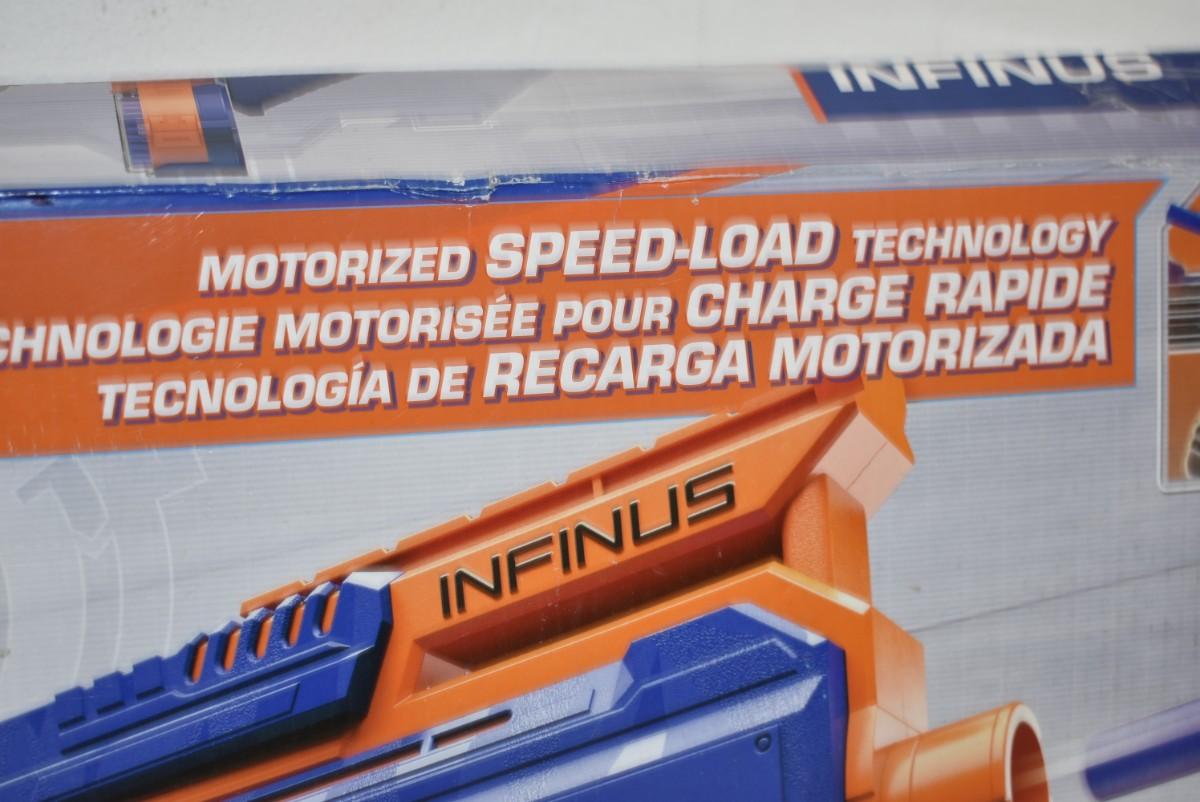 INFINUS
MOTORIZED SPEED-LOAD TECHNOLOGY
CHNOLOGIE MOTORISÉE POUR CHARGE RAPIDE
TECNOLOGÍA DE RECARGA MOTORIZADA
INFINUS